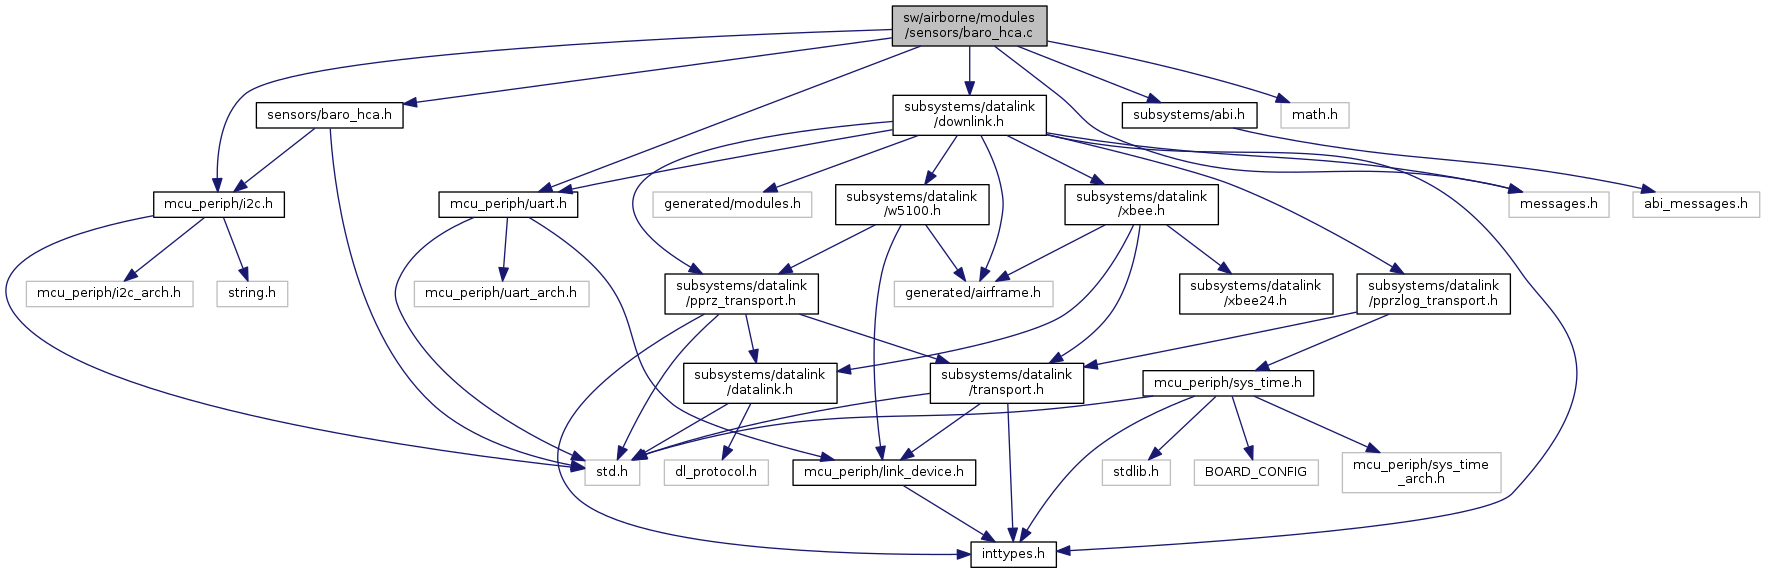 sw/airborne/modules
/sensors/baro_hca.c
sensors/baro_hca.h
subsystems/datalink
/downlink.h
subsystems/abi.h
math.h
mcu_periph/i2c.h
mcu_periph/uart.h
generated/modules.h
subsystems/datalink
/w5100.h
subsystems/datalink
/xbee.h
messages.h
abi_messages.h
mcu_periph/i2c_arch.h
string.h
mcu_periph/uart_arch.h
subsystems/datalink
/pprz_transport.h
generated/airframe.h
subsystems/datalink
/xbee24.h
subsystems/datalink
/pprzlog_transport.h
subsystems/datalink
/datalink.h
subsystems/datalink
/transport.h
mcu_periph/sys_time.h
std.h
dl_protocol.h
mcu_periph/link_device.h
stdlib.h
BOARD_CONFIG
mcu_periph/sys_time
_arch.h
inttypes.h